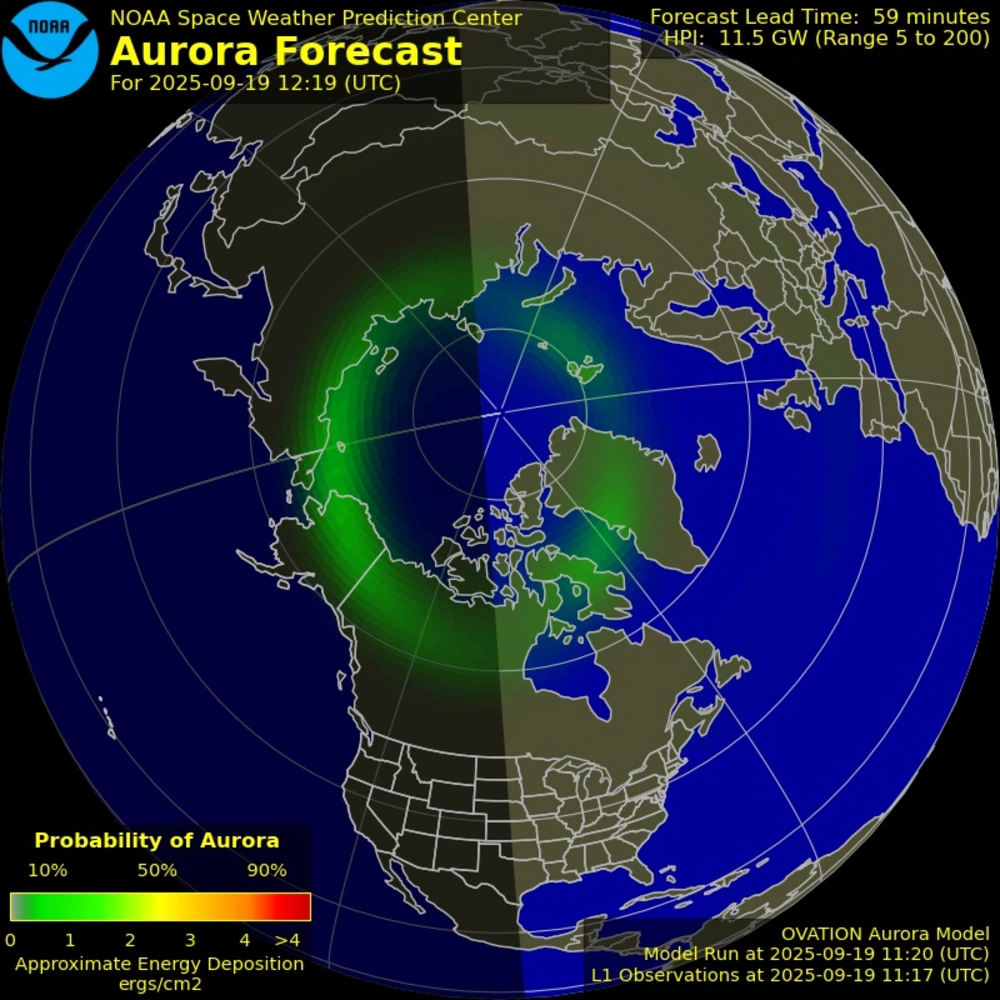 NOAA
NOAA Space Weather Prediction Center
Aurora Forecast
For 2025-09-19 12:19 (UTC)
Forecast Lead Time: 59 minutes
HPI: 11.5 GW (Range 5 to 200)
Probability of Aurora
10% 50% 90%
0 1 2 3 4 >4
Approximate Energy Deposition
ergs/cm2
OVATION Aurora Model
Model Run at 2025-09-19 11:20 (UTC)
L1 Observations at 2025-09-19 11:17 (UTC)